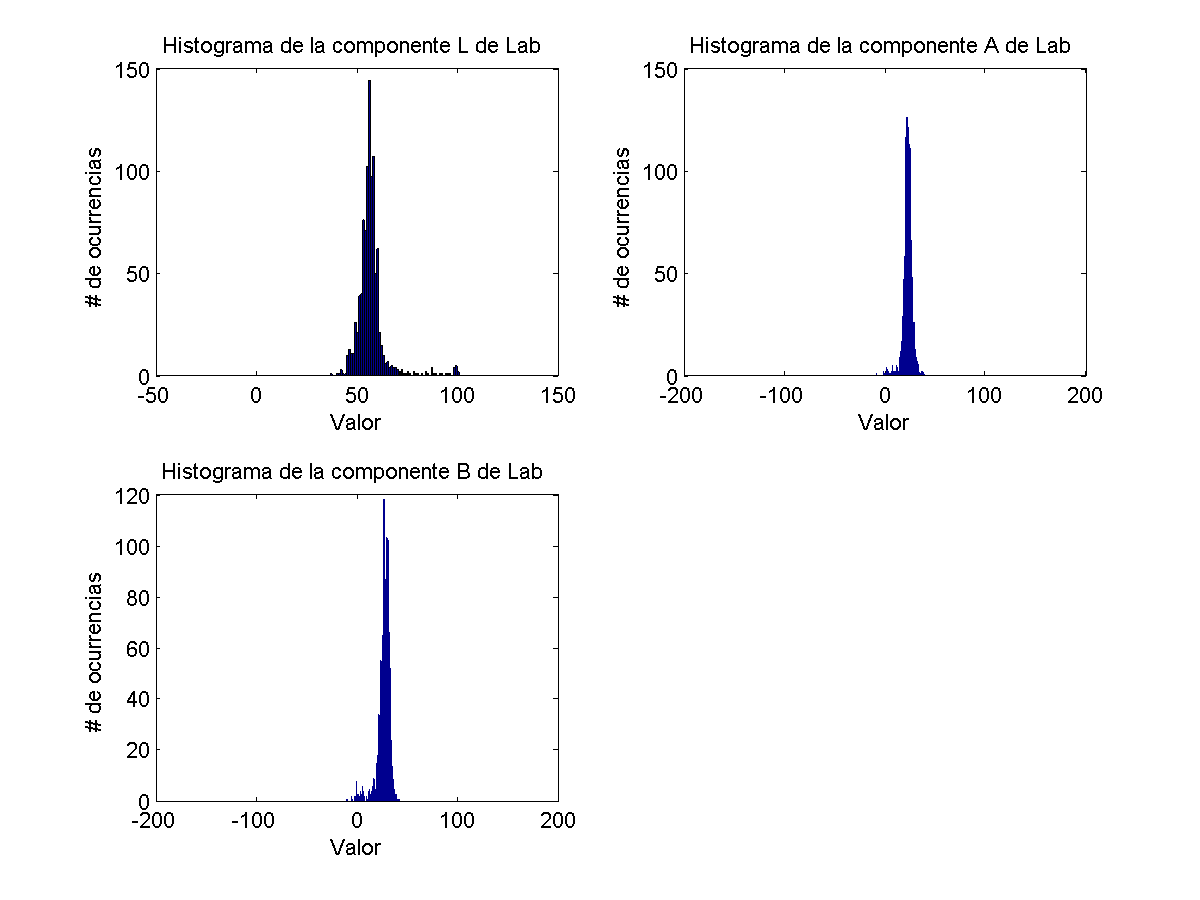 Histograma de la componente L de Lab
150
100
50
0
-50 0 50 100 150
# de ocurrencias
Valor
Histograma de la componente A de Lab
150
100
50
0
-200 -100 0 100 200
# de ocurrencias
Valor
Histograma de la componente B de Lab
120
100
80
60
40
20
0
-200 -100 0 100 200
# de ocurrencias
Valor